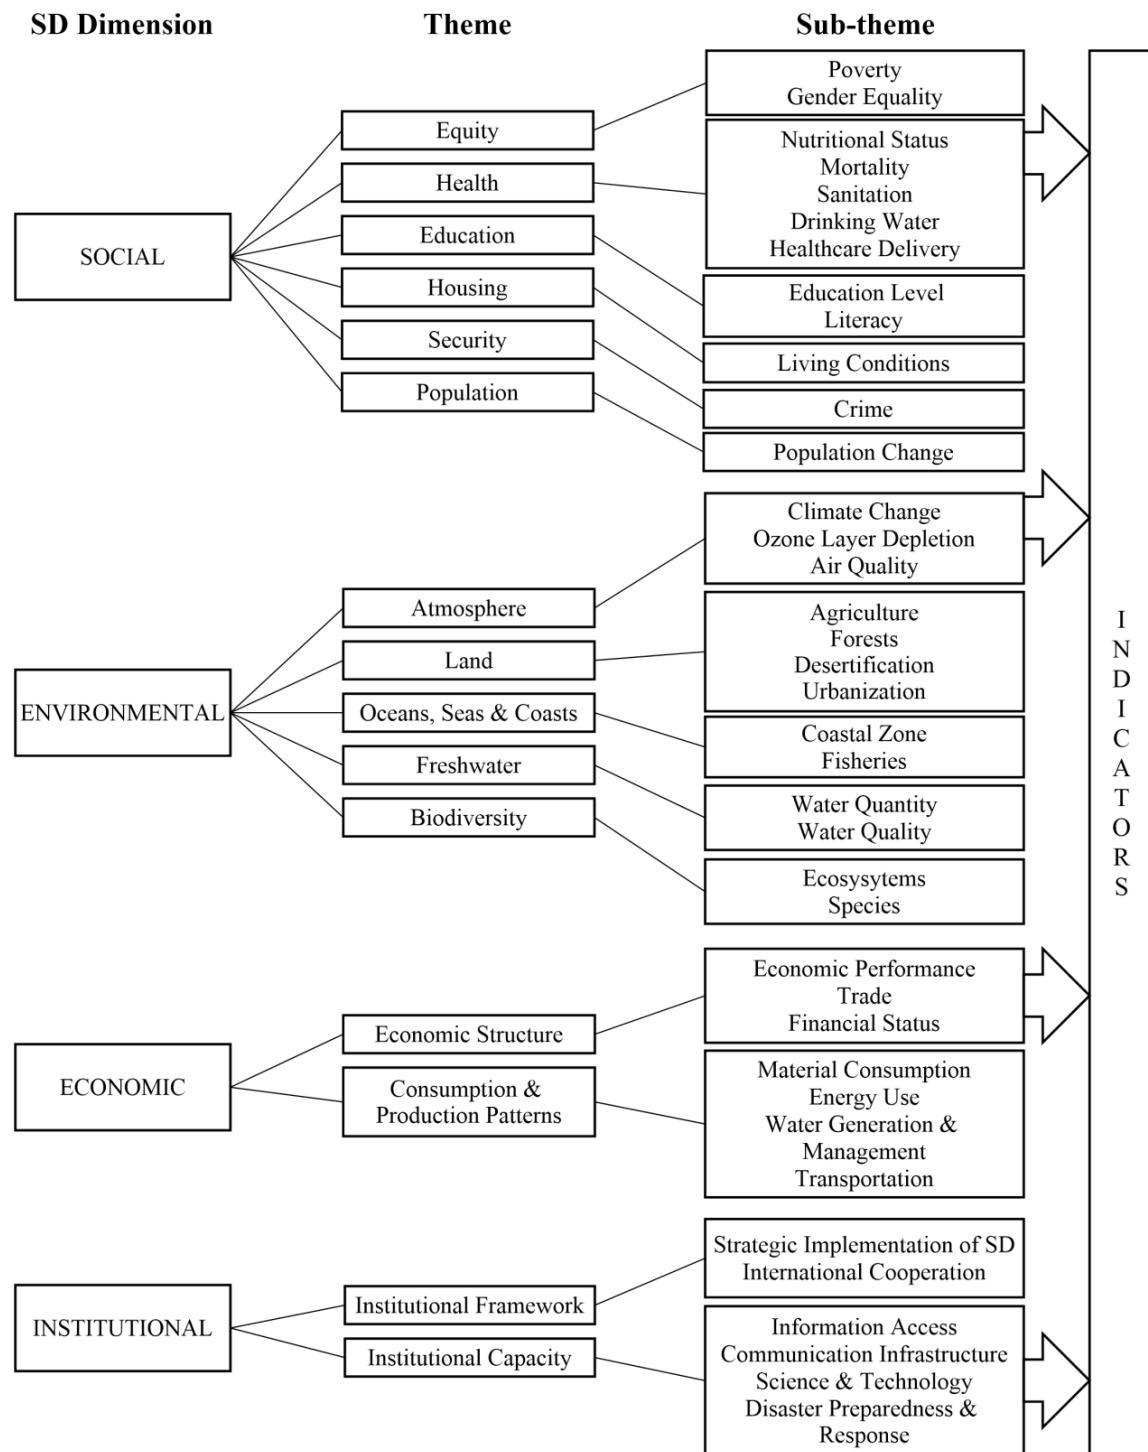 SD Dimension
Theme
Sub-theme
SOCIAL
Equity
Health
Education
Housing
Security
Population
Poverty
Gender Equality
Nutritional Status
Mortality
Sanitation
Drinking Water
Healthcare Delivery
Education Level
Literacy
Living Conditions
Crime
Population Change
ENVIRONMENTAL
Atmosphere
Land
Oceans, Seas & Coasts
Freshwater
Biodiversity
Climate Change
Ozone Layer Depletion
Air Quality
Agriculture
Forests
Desertification
Urbanization
Coastal Zone
Fisheries
Water Quantity
Water Quality
Ecosysytems
Species
ECONOMIC
Economic Structure
Consumption &
Production Patterns
Economic Performance
Trade
Financial Status
Material Consumption
Energy Use
Water Generation &
Management
Transportation
INSTITUTIONAL
Institutional Framework
Institutional Capacity
Strategic Implementation of SD
International Cooperation
Information Access
Communication Infrastructure
Science & Technology
Disaster Preparedness &
Response
INDICATORS